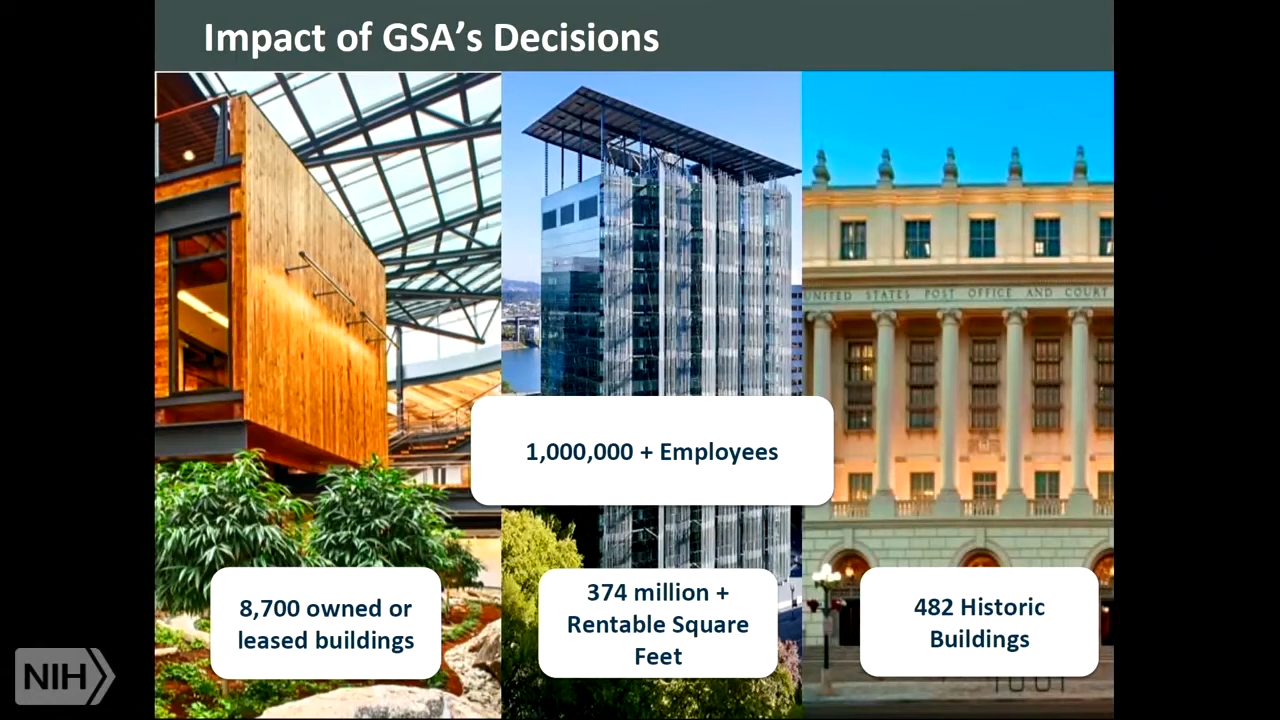 Impact of GSA's Decisions
UNITED STATES POST OFFICE AND COURT
1,000,000 + Employees
8,700 owned or
leased buildings
374 million +
Rentable Square
Feet
482 Historic
Buildings
NIH